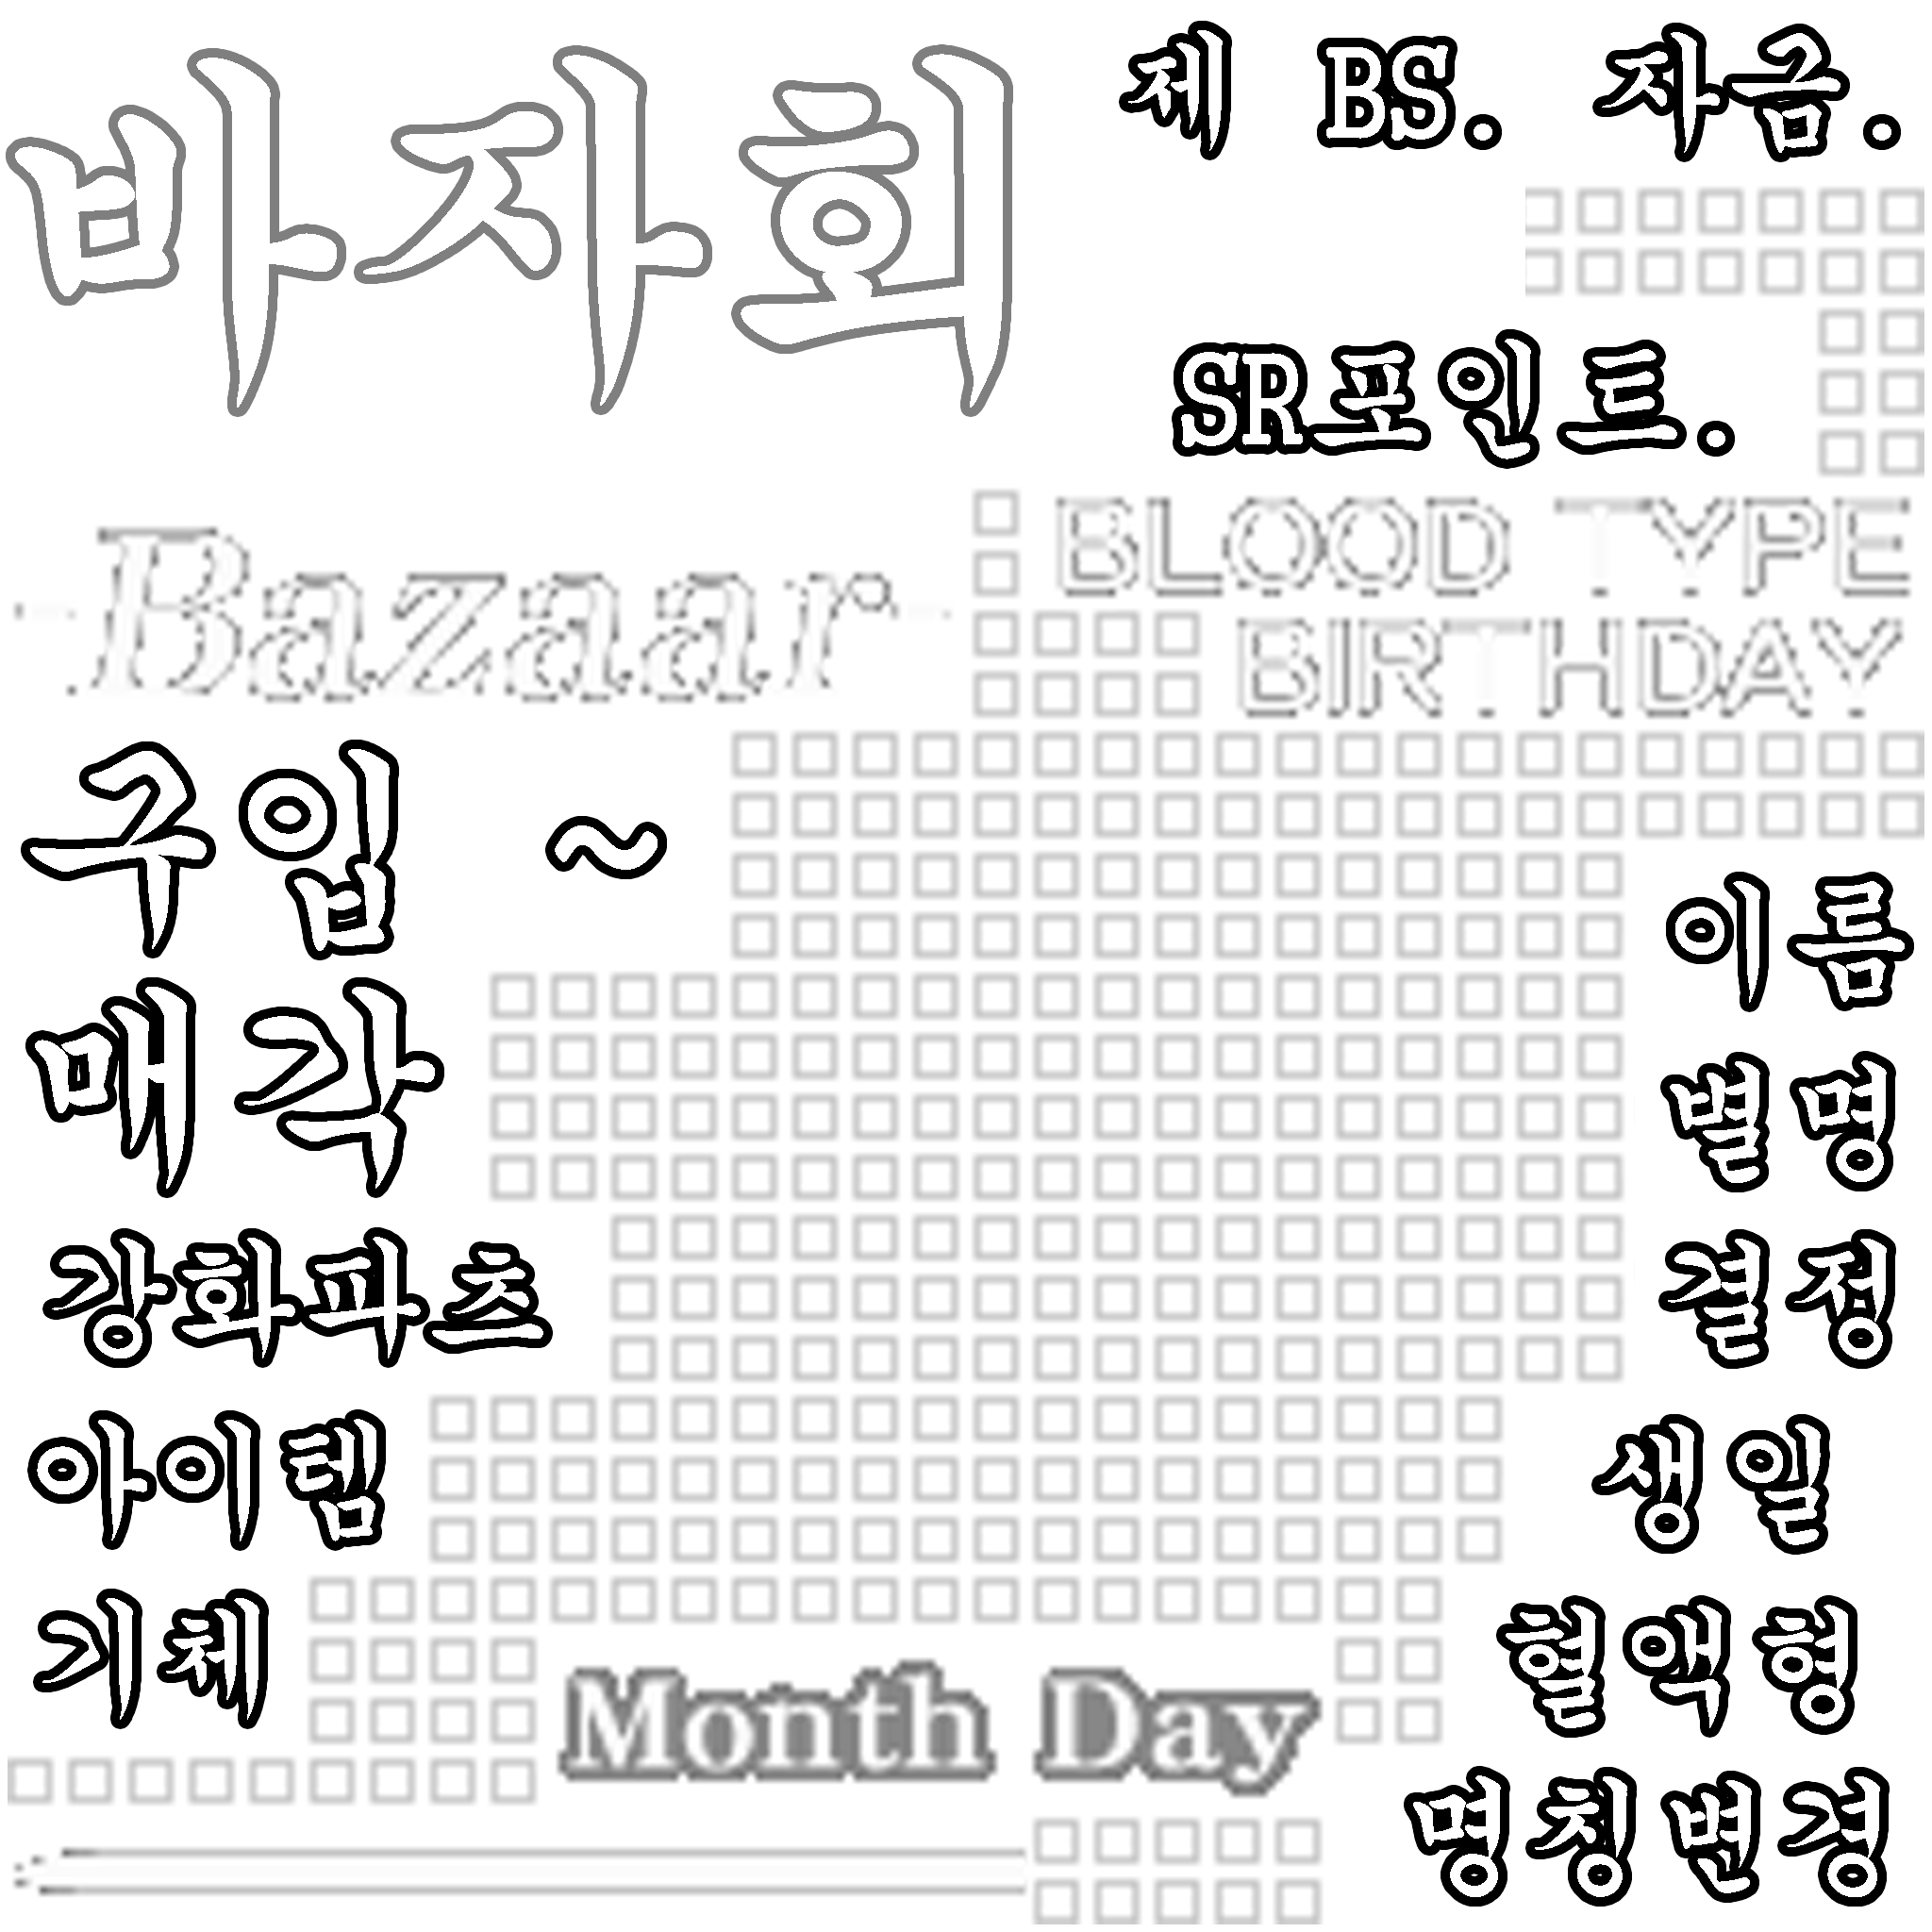 바자회
제 BS. 자금.
SR포인트.
-Bazaar-
BLOOD TYPE
BIRTHDAY
구입 ~
이름
매각
별명
강화파츠
결정
아이템
생일
기체
혈액형
Month Day
명칭변경